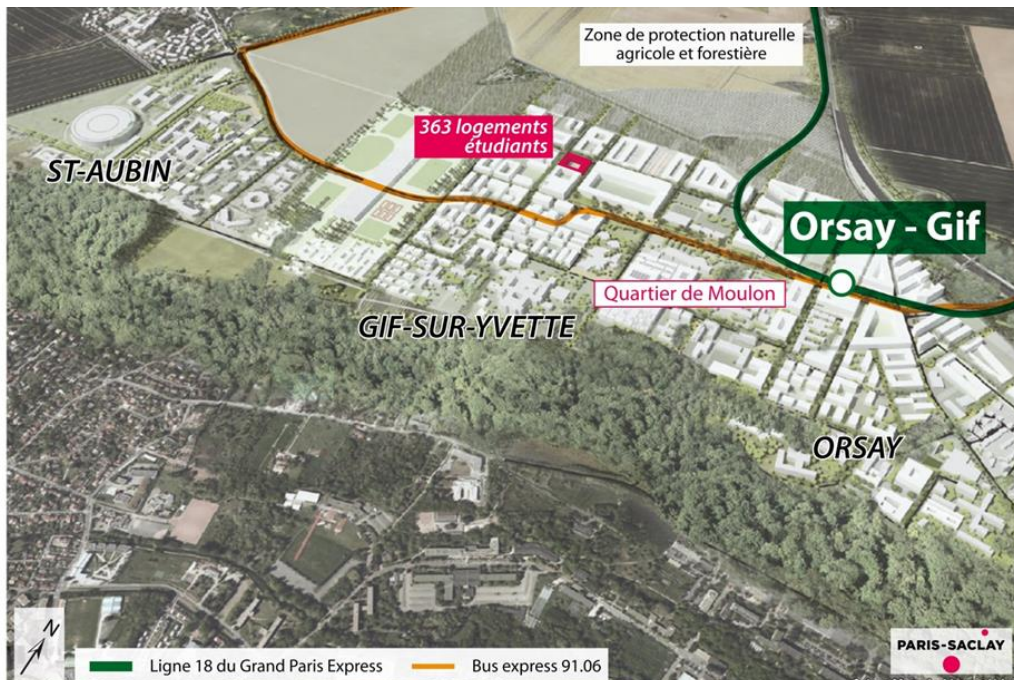 Zone de protection naturelle
agricole et forestière
363 logements
étudiants
ST-AUBIN
Orsay - Gif
Quartier de Moulon
GIF-SUR-YVETTE
ORSAY
N
Ligne 18 du Grand Paris Express
Bus express 91.06
PARIS-SACLAY